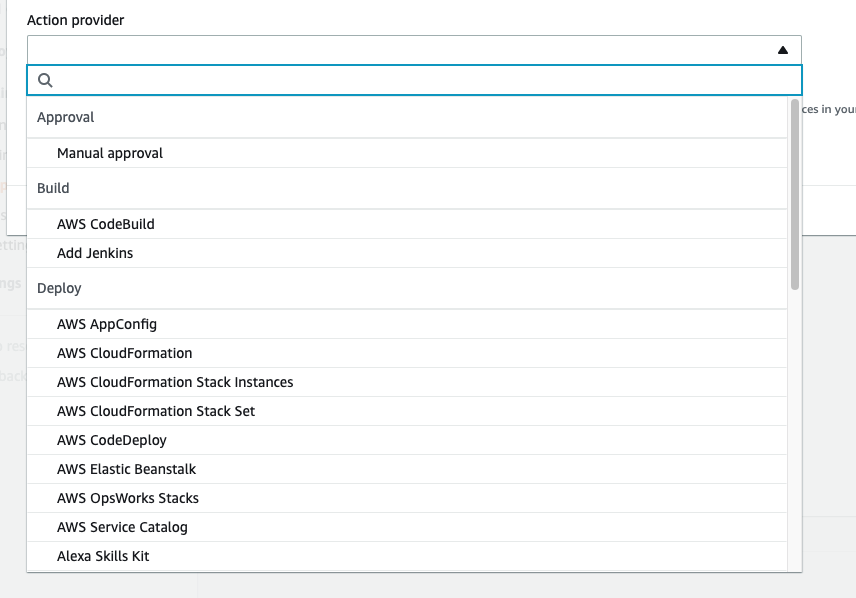 Action provider
Approval
ces in your
Manual approval
Build
AWS CodeBuild
Add Jenkins
Deploy
AWS AppConfig
AWS CloudFormation
AWS CloudFormation Stack Instances
AWS CloudFormation Stack Set
AWS CodeDeploy
AWS Elastic Beanstalk
AWS OpsWorks Stacks
AWS Service Catalog
Alexa Skills Kit